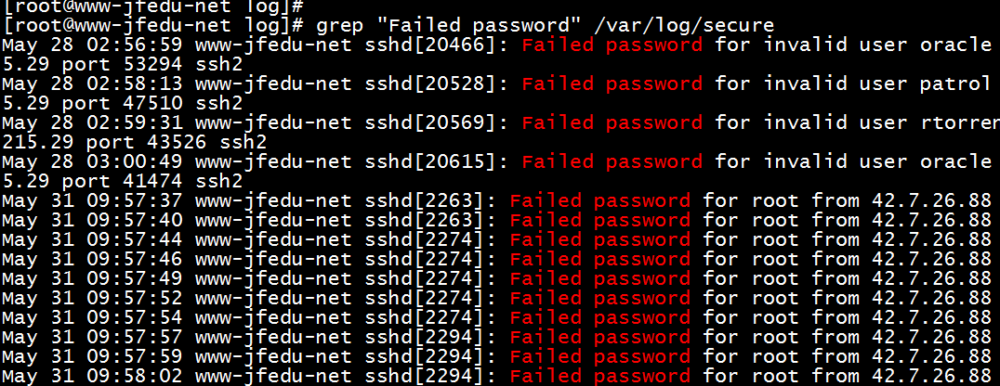 [root@www-jfedu-net log]#
[root@www-jfedu-net log]# grep "Failed password" /var/log/secure
May 28 02:56:59 www-jfedu-net sshd[20466]: Failed password for invalid user oracle
5.29 port 53294 ssh2
May 28 02:58:13 www-jfedu-net sshd[20528]: Failed password for invalid user patrol
5.29 port 47510 ssh2
May 28 02:59:31 www-jfedu-net sshd[20569]: Failed password for invalid user rtorren
215.29 port 43526 ssh2
May 28 03:00:49 www-jfedu-net sshd[20615]: Failed password for invalid user oracle
5.29 port 41474 ssh2
May 31 09:57:37 www-jfedu-net sshd[2263]: Failed password for root from 42.7.26.88
May 31 09:57:40 www-jfedu-net sshd[2263]: Failed password for root from 42.7.26.88
May 31 09:57:44 www-jfedu-net sshd[2274]: Failed password for root from 42.7.26.88
May 31 09:57:46 www-jfedu-net sshd[2274]: Failed password for root from 42.7.26.88
May 31 09:57:49 www-jfedu-net sshd[2274]: Failed password for root from 42.7.26.88
May 31 09:57:52 www-jfedu-net sshd[2274]: Failed password for root from 42.7.26.88
May 31 09:57:54 www-jfedu-net sshd[2274]: Failed password for root from 42.7.26.88
May 31 09:57:57 www-jfedu-net sshd[2294]: Failed password for root from 42.7.26.88
May 31 09:57:59 www-jfedu-net sshd[2294]: Failed password for root from 42.7.26.88
May 31 09:58:02 www-jfedu-net sshd[2294]: Failed password for root from 42.7.26.88